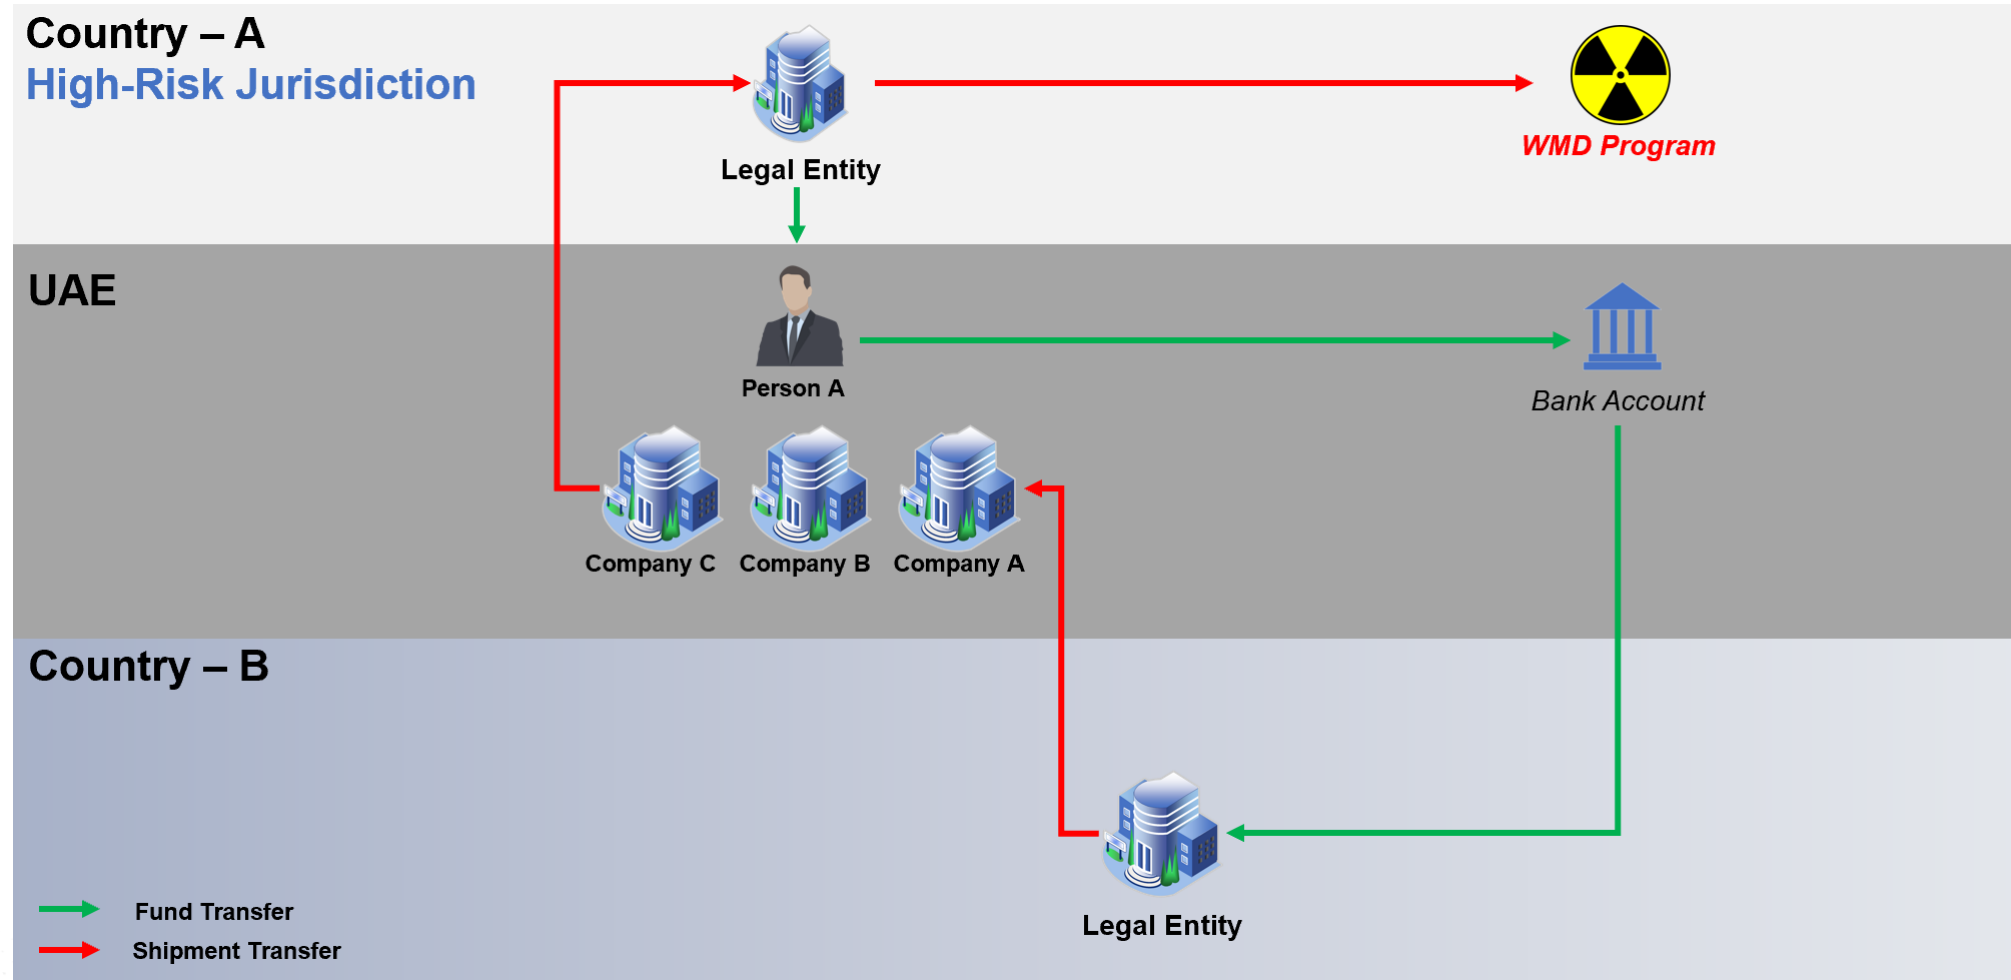 Country – A
High-Risk Jurisdiction
Legal Entity
WMD Program
UAE
Person A
Bank Account
Company C
Company B
Company A
Country – B
Legal Entity
Fund Transfer
Shipment Transfer